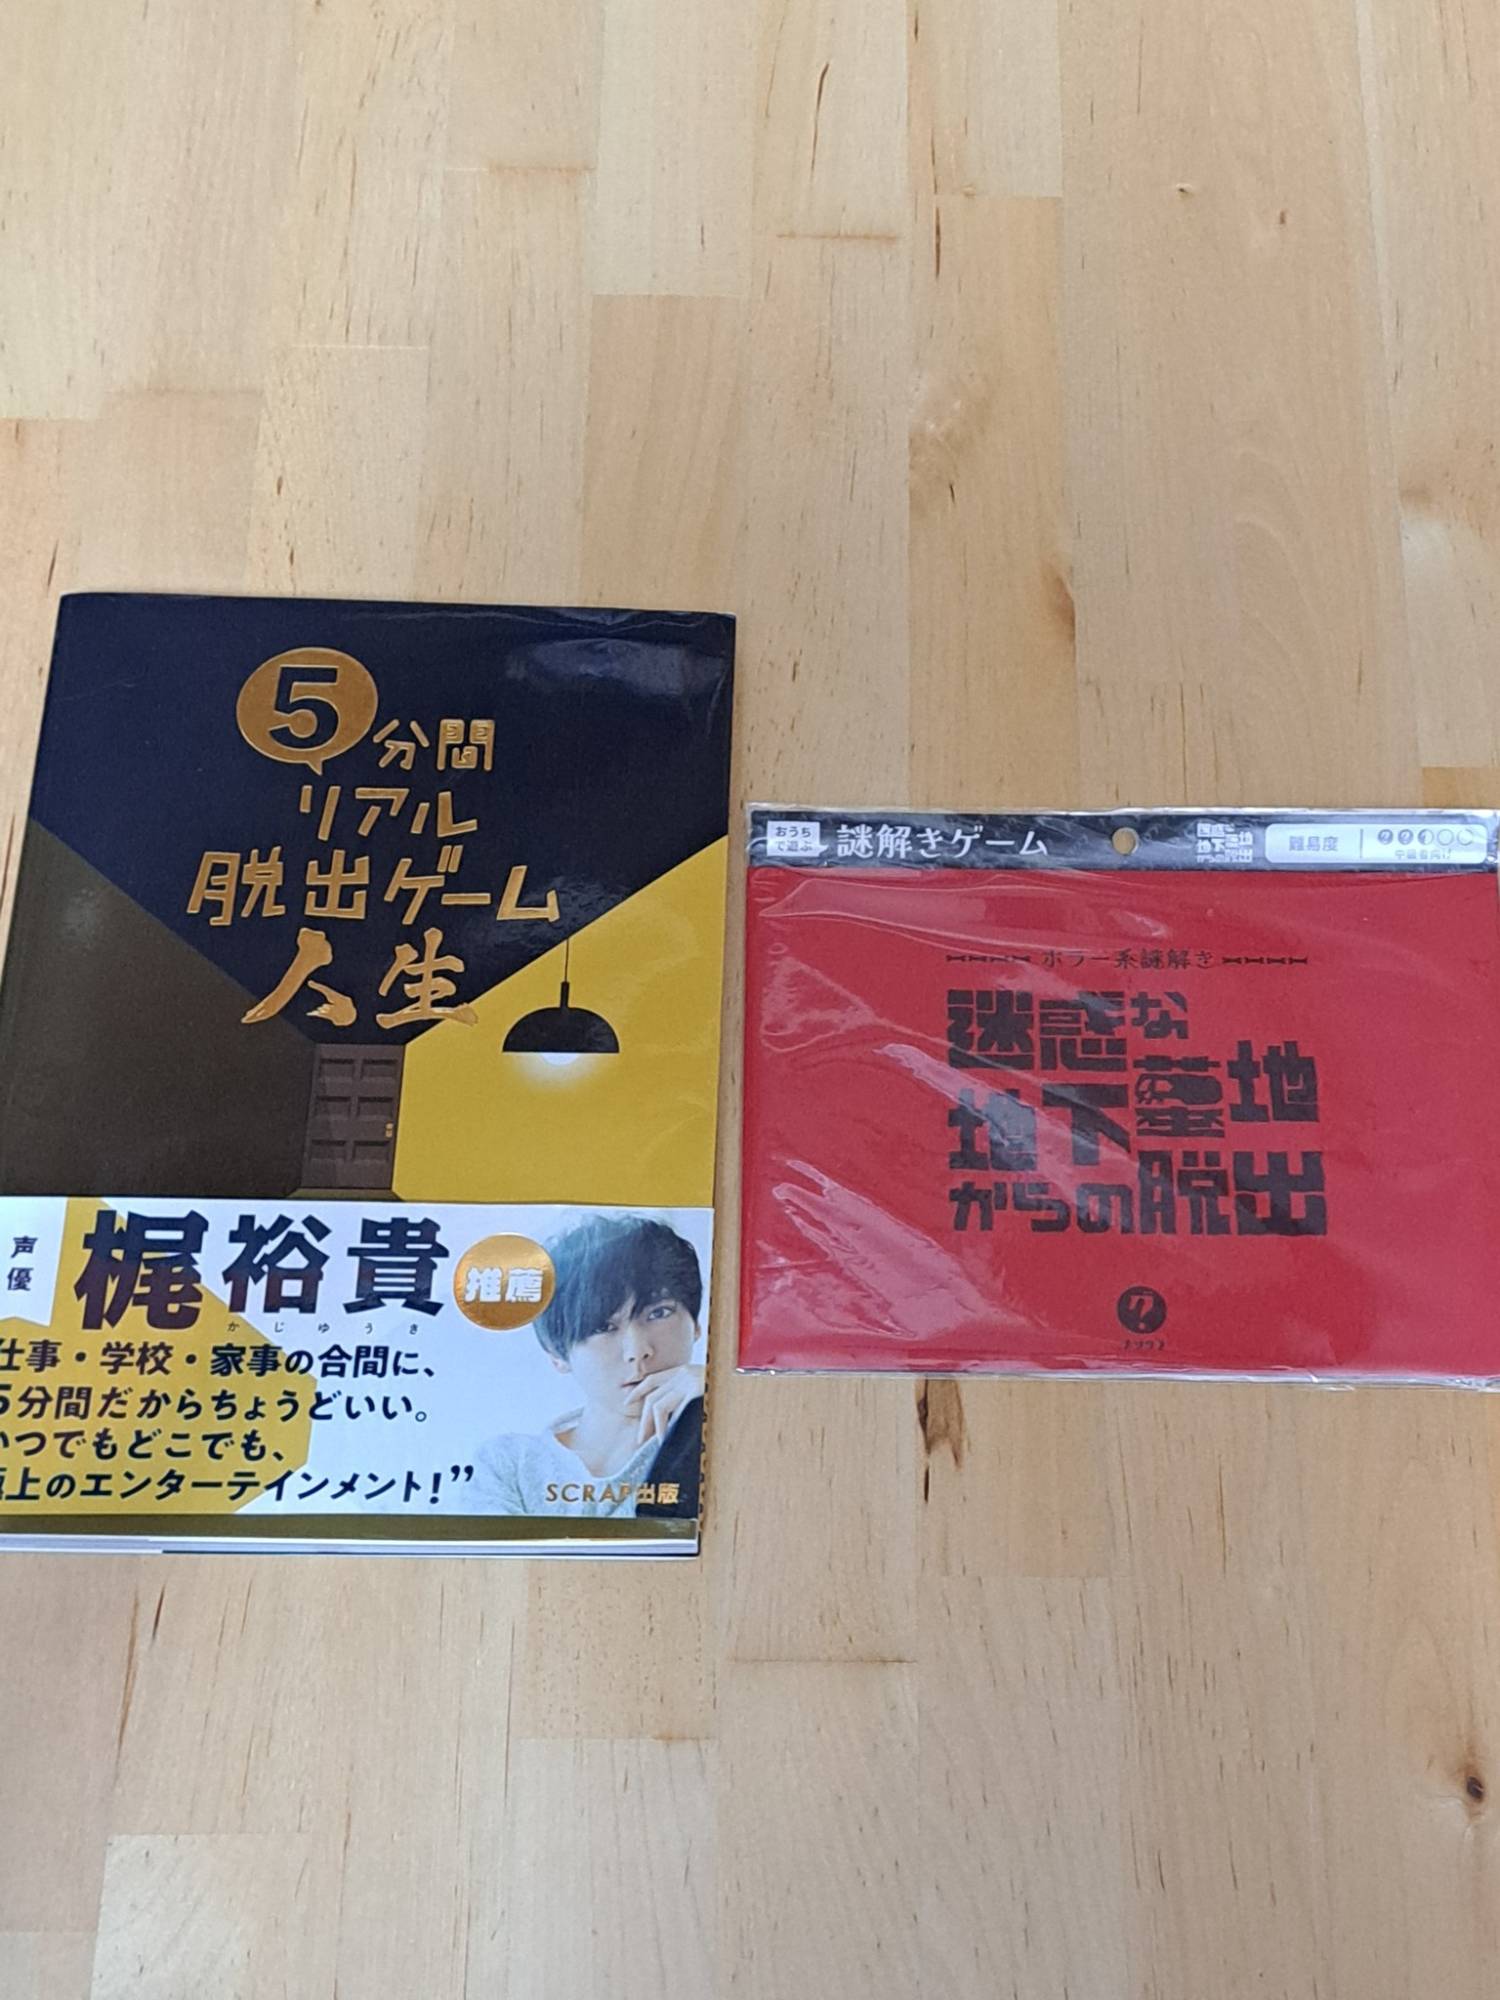 5分間
リアル
脱出ゲーム
人生
声優
梶裕貴
かじゆうき
推薦
仕事・学校・家事の合間に、
5分間だからちょうどいい。
いつでもどこでも、
上のエンターテインメント!”
SCRAP出版
おうち
で遊ぶ
謎解きゲーム
難易度
中級者向け
ホラー系謎解き
迷惑な
地下墓地
からの脱出